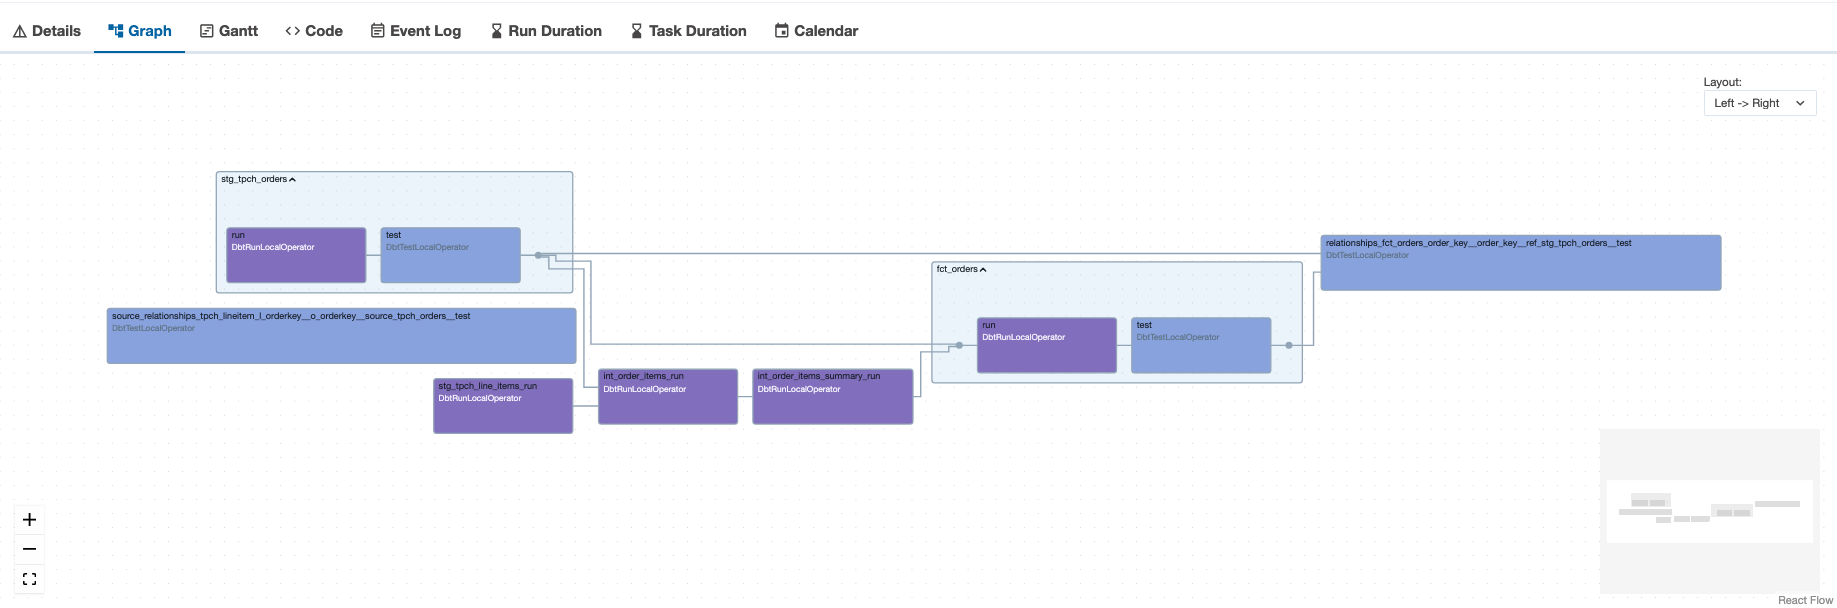 Details Graph Gantt Code Event Log Run Duration Task Duration Calendar
Layout:
Left -> Right
stg_tpch_orders
run
DbtRunLocalOperator
test
DbtTestLocalOperator
relationships_fct_orders_order_key__order_key__ref_stg_tpch_orders__test
DbtTestLocalOperator
fct_orders
run
DbtRunLocalOperator
test
DbtTestLocalOperator
source_relationships_tpch_lineitem_l_orderkey__o_orderkey__source_tpch_orders__test
DbtTestLocalOperator
stg_tpch_line_items_run
DbtRunLocalOperator
int_order_items_run
DbtRunLocalOperator
int_order_items_summary_run
DbtRunLocalOperator
React Flow